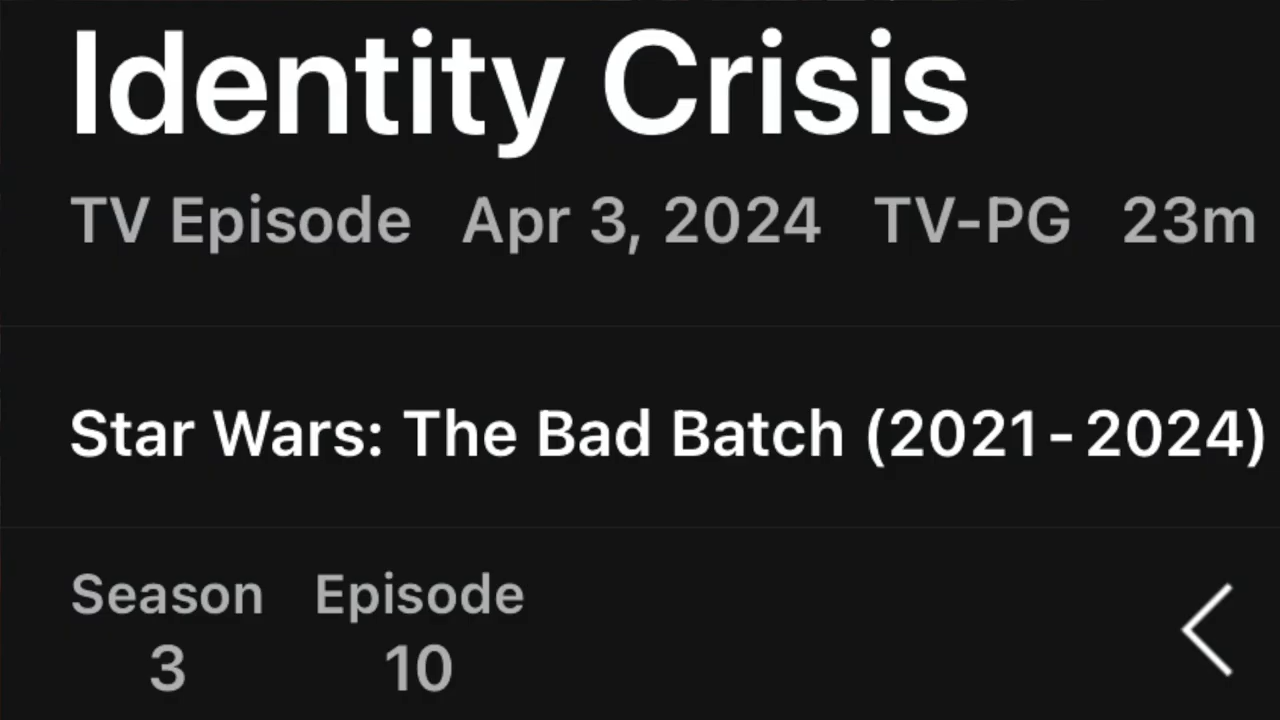 Identity Crisis
TV Episode Apr 3, 2024 TV-PG 23m
Star Wars: The Bad Batch (2021-2024)
Season Episode
3 10